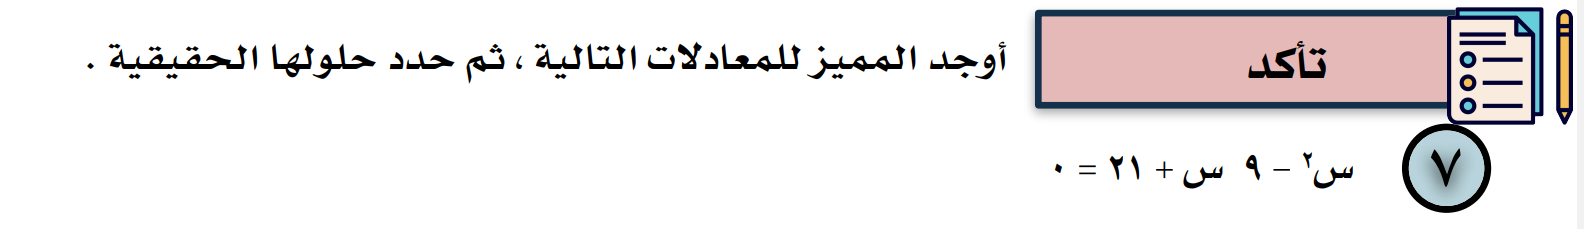 تأكد
أوجد المميز للمعادلات التالية ، ثم حدد حلولها الحقيقية .
٧
س٢ − ٩ س + ٢١ = ٠